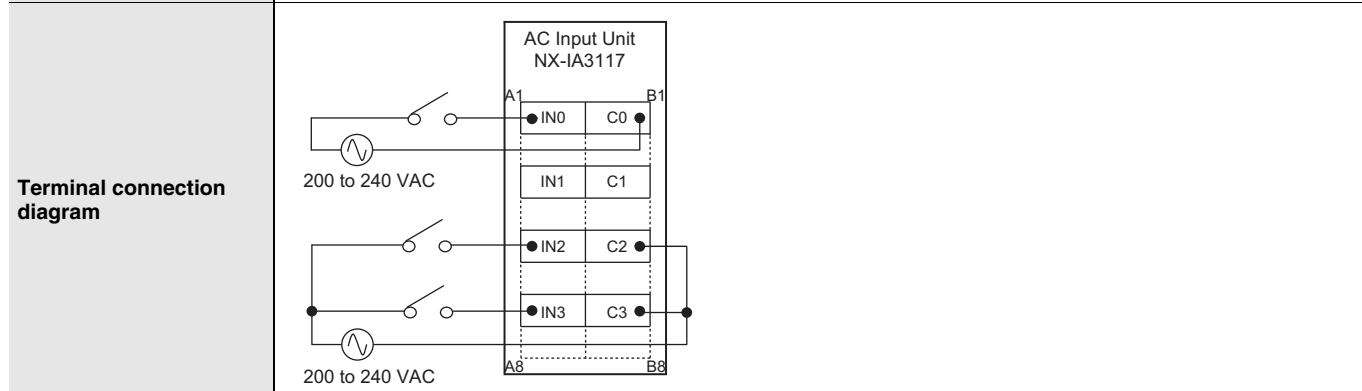 Terminal connection
diagram
AC Input Unit
NX-IA3117
A1
B1
IN0
C0
200 to 240 VAC
IN1
C1
IN2
C2
IN3
C3
A8
B8
200 to 240 VAC